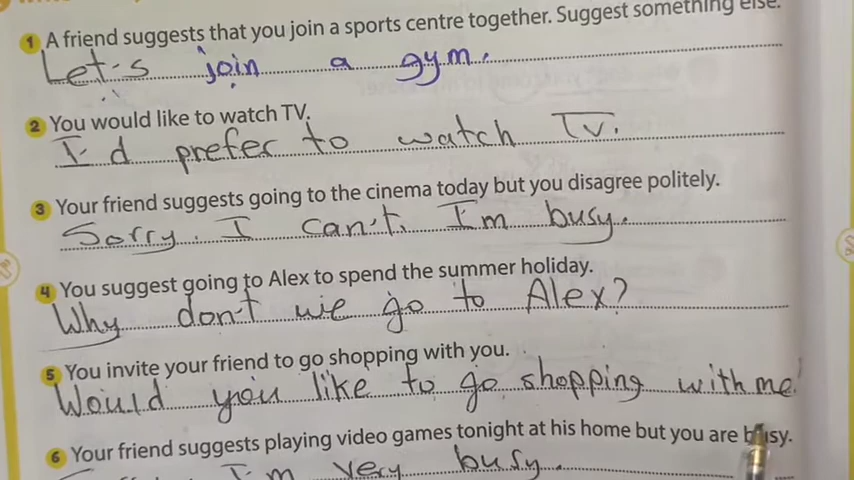 1 A friend suggests that you join a sports centre together. Suggest something else.
Let's join a gym.
2 You would like to watch TV.
I'd prefer to watch TV.
3 Your friend suggests going to the cinema today but you disagree politely.
Sorry. I can't. I'm busy.
4 You suggest going to Alex to spend the summer holiday.
Why don't we go to Alex?
5 You invite your friend to go shopping with you.
Would you like to go shopping with me
6 Your friend suggests playing video games tonight at his home but you are busy.
I'm very busy.